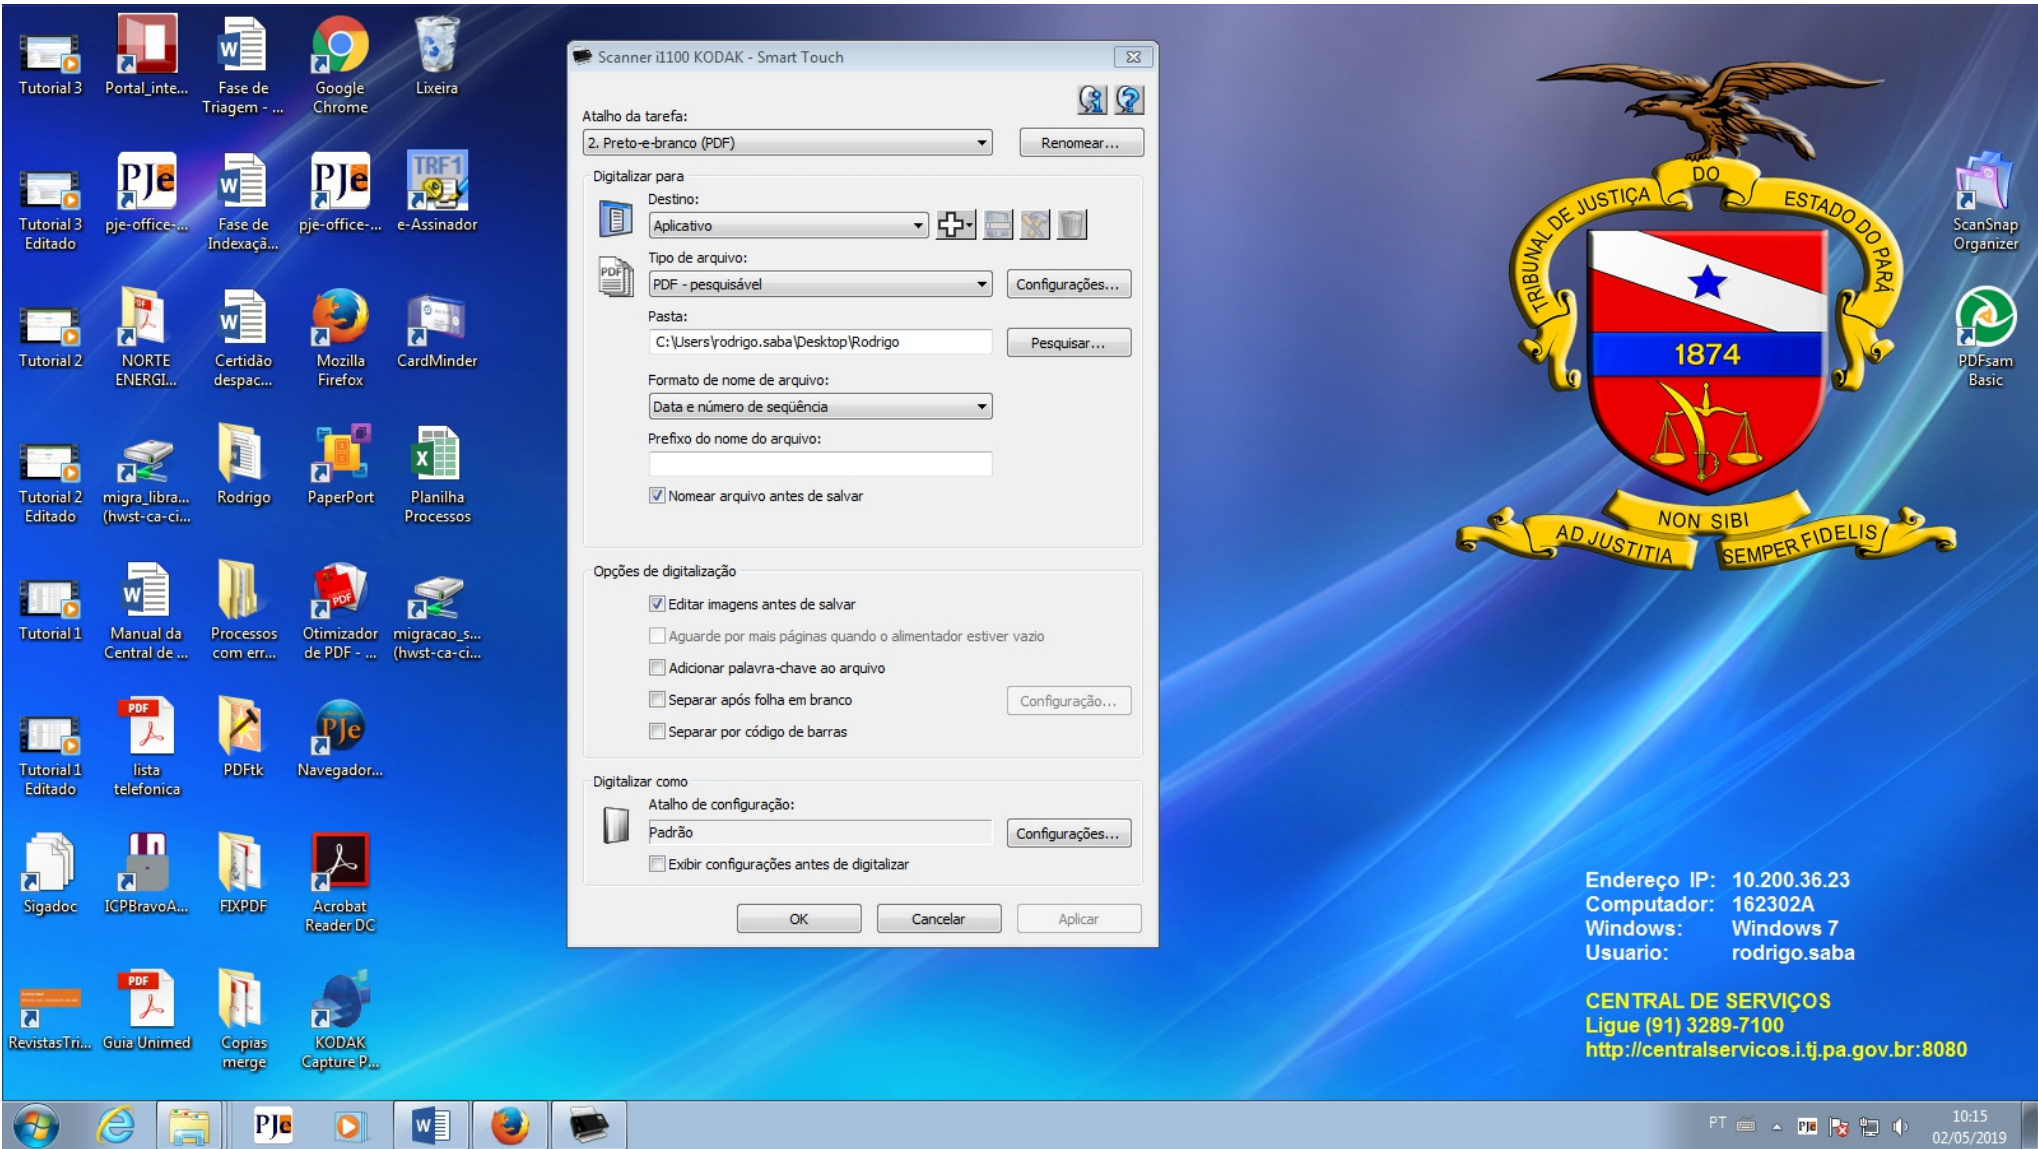 Tutorial 3
Portal_inte...
Fase de
Triagem - ...
Google
Chrome
Lixeira
Tutorial 3
Editado
PJe
pje-office-...
Fase de
Indexaçã...
PJe
pje-office-...
TRF1
e-Assinador
Tutorial 2
NORTE
ENERGI...
Certidão
despac...
Mozilla
Firefox
CardMinder
Tutorial 2
Editado
migra_libra...
(hwst-ca-ci...
Rodrigo
PaperPort
Planilha
Processos
Tutorial 1
Manual da
Central de ...
Processos
com err...
Otimizador
de PDF - ...
migracao_s...
(hwst-ca-ci...
Tutorial 1
Editado
PDF
lista
telefonica
PDFtk
PJe
Navegador...
Sigadoc
ICPBravoA...
FIXPDF
Acrobat
Reader DC
RevistasTri...
PDF
Guia Unimed
Copias
merge
KODAK
Capture P...
Scanner i1100 KODAK - Smart Touch
Atalho da tarefa:
2. Preto-e-branco (PDF)
Renomear...
Digitalizar para
Destino:
Aplicativo
Tipo de arquivo:
PDF
PDF - pesquisável
Configurações...
Pasta:
C:\Users\rodrigo.saba\Desktop\Rodrigo
Pesquisar...
Formato de nome de arquivo:
Data e número de seqüência
Prefixo do nome do arquivo:
Nomear arquivo antes de salvar
Opções de digitalização
Editar imagens antes de salvar
Aguarde por mais páginas quando o alimentador estiver vazio
Adicionar palavra-chave ao arquivo
Separar após folha em branco
Configuração...
Separar por código de barras
Digitalizar como
Atalho de configuração:
Padrão
Configurações...
Exibir configurações antes de digitalizar
OK
Cancelar
Aplicar
TRIBUNAL DE JUSTIÇA DO ESTADO DO PARÁ
1874
NON SIBI
AD JUSTITIA
SEMPER FIDELIS
ScanSnap
Organizer
PDFsam
Basic
Endereço IP: 10.200.36.23
Computador: 162302A
Windows: Windows 7
Usuario: rodrigo.saba
CENTRAL DE SERVIÇOS
Ligue (91) 3289-7100
http://centralservicos.i.tj.pa.gov.br:8080
PJe
PT
PJe
10:15
02/05/2019